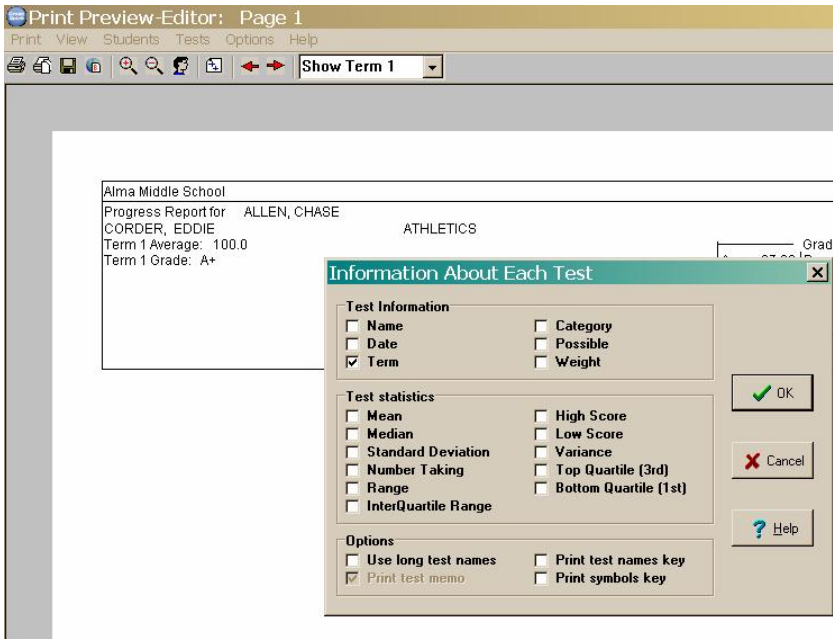 Print Preview-Editor: Page 1
Print View Students Tests Options Help
Show Term 1
Alma Middle School
Progress Report for ALLEN, CHASE
CORDER, EDDIE ATHLETICS
Term 1 Average: 100.0 Grad
Term 1 Grade: A+
Information About Each Test
Test Information
Name Category
Date Possible
Term Weight
OK
Test statistics
Mean High Score
Median Low Score
Standard Deviation Variance
Cancel
Number Taking Top Quartile (3rd)
Range Bottom Quartile (1st)
InterQuartile Range
Help
Options
Use long test names Print test names key
Print test memo Print symbols key